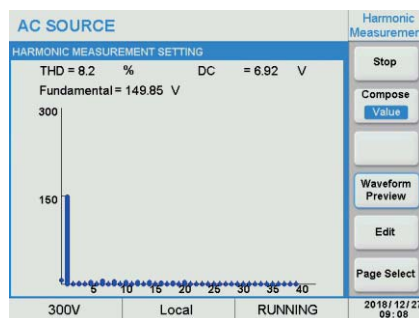 AC SOURCE
Harmonic
Measuremen
HARMONIC MEASUREMENT SETTING
THD = 8.2 % DC = 6.92 V
Fundamental = 149.85 V
300
150
5 10 15 20 25 30 35 40
Stop
Compose
Value
Waveform
Preview
Edit
Page Select
300V Local RUNNING
2018/12/27
09:08